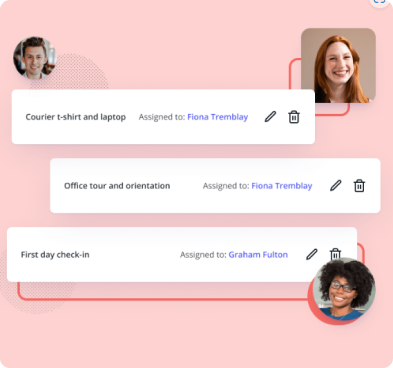 Courier t-shirt and laptop Assigned to: Fiona Tremblay
Office tour and orientation Assigned to: Fiona Tremblay
First day check-in Assigned to: Graham Fulton